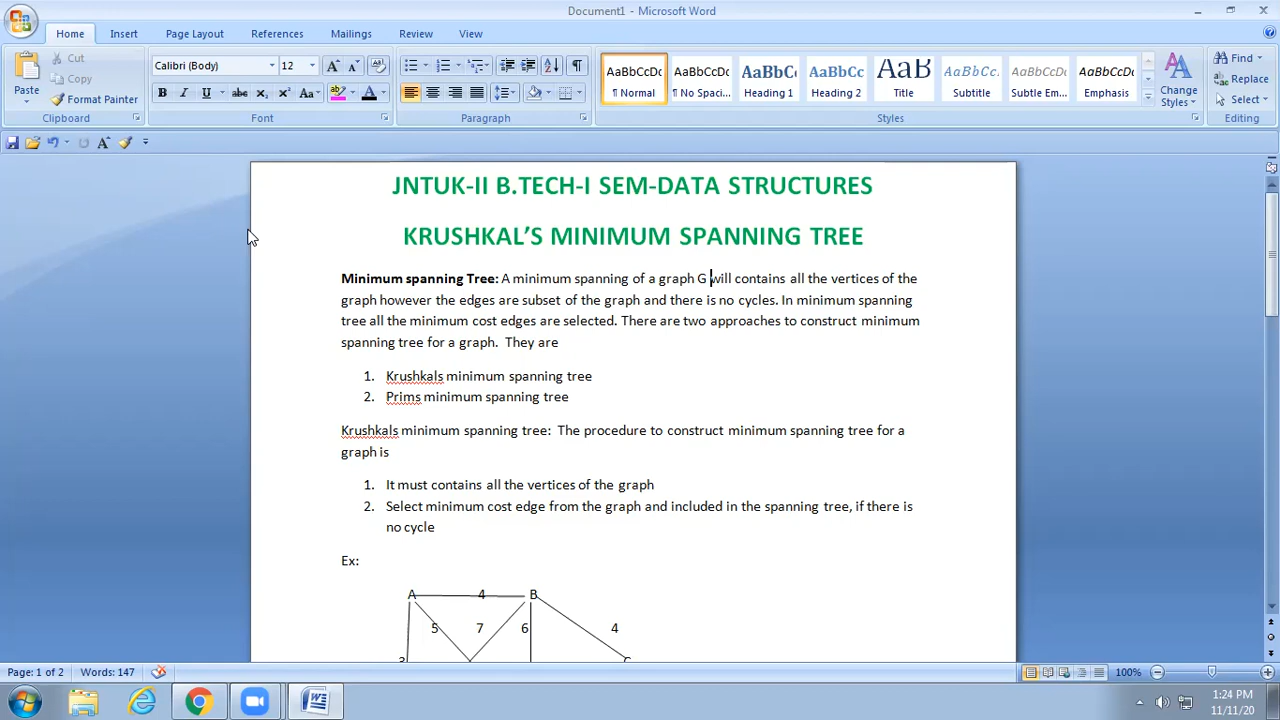 Document1 - Microsoft Word
Home Insert Page Layout References Mailings Review View
Paste
Cut
Copy
Format Painter
Clipboard
Calibri (Body) 12
Font
Paragraph
AaBbCcDc AaBbCcDc AaBbCc AaBbCc AaB AaBbCc. AaBbCcDc AaBbCcDc
¶ Normal ¶ No Spaci... Heading 1 Heading 2 Title Subtitle Subtle Em... Emphasis
Change Styles
Styles
Find
Replace
Select
Editing
JNTUK-II B.TECH-I SEM-DATA STRUCTURES
KRUSHKAL’S MINIMUM SPANNING TREE
Minimum spanning Tree: A minimum spanning of a graph G will contains all the vertices of the
graph however the edges are subset of the graph and there is no cycles. In minimum spanning
tree all the minimum cost edges are selected. There are two approaches to construct minimum
spanning tree for a graph. They are
1. Krushkals minimum spanning tree
2. Prims minimum spanning tree
Krushkals minimum spanning tree: The procedure to construct minimum spanning tree for a
graph is
1. It must contains all the vertices of the graph
2. Select minimum cost edge from the graph and included in the spanning tree, if there is
no cycle
Ex:
A 4 B
5 7 6 4
3 C
Page: 1 of 2 Words: 147 100%
1:24 PM
11/11/20